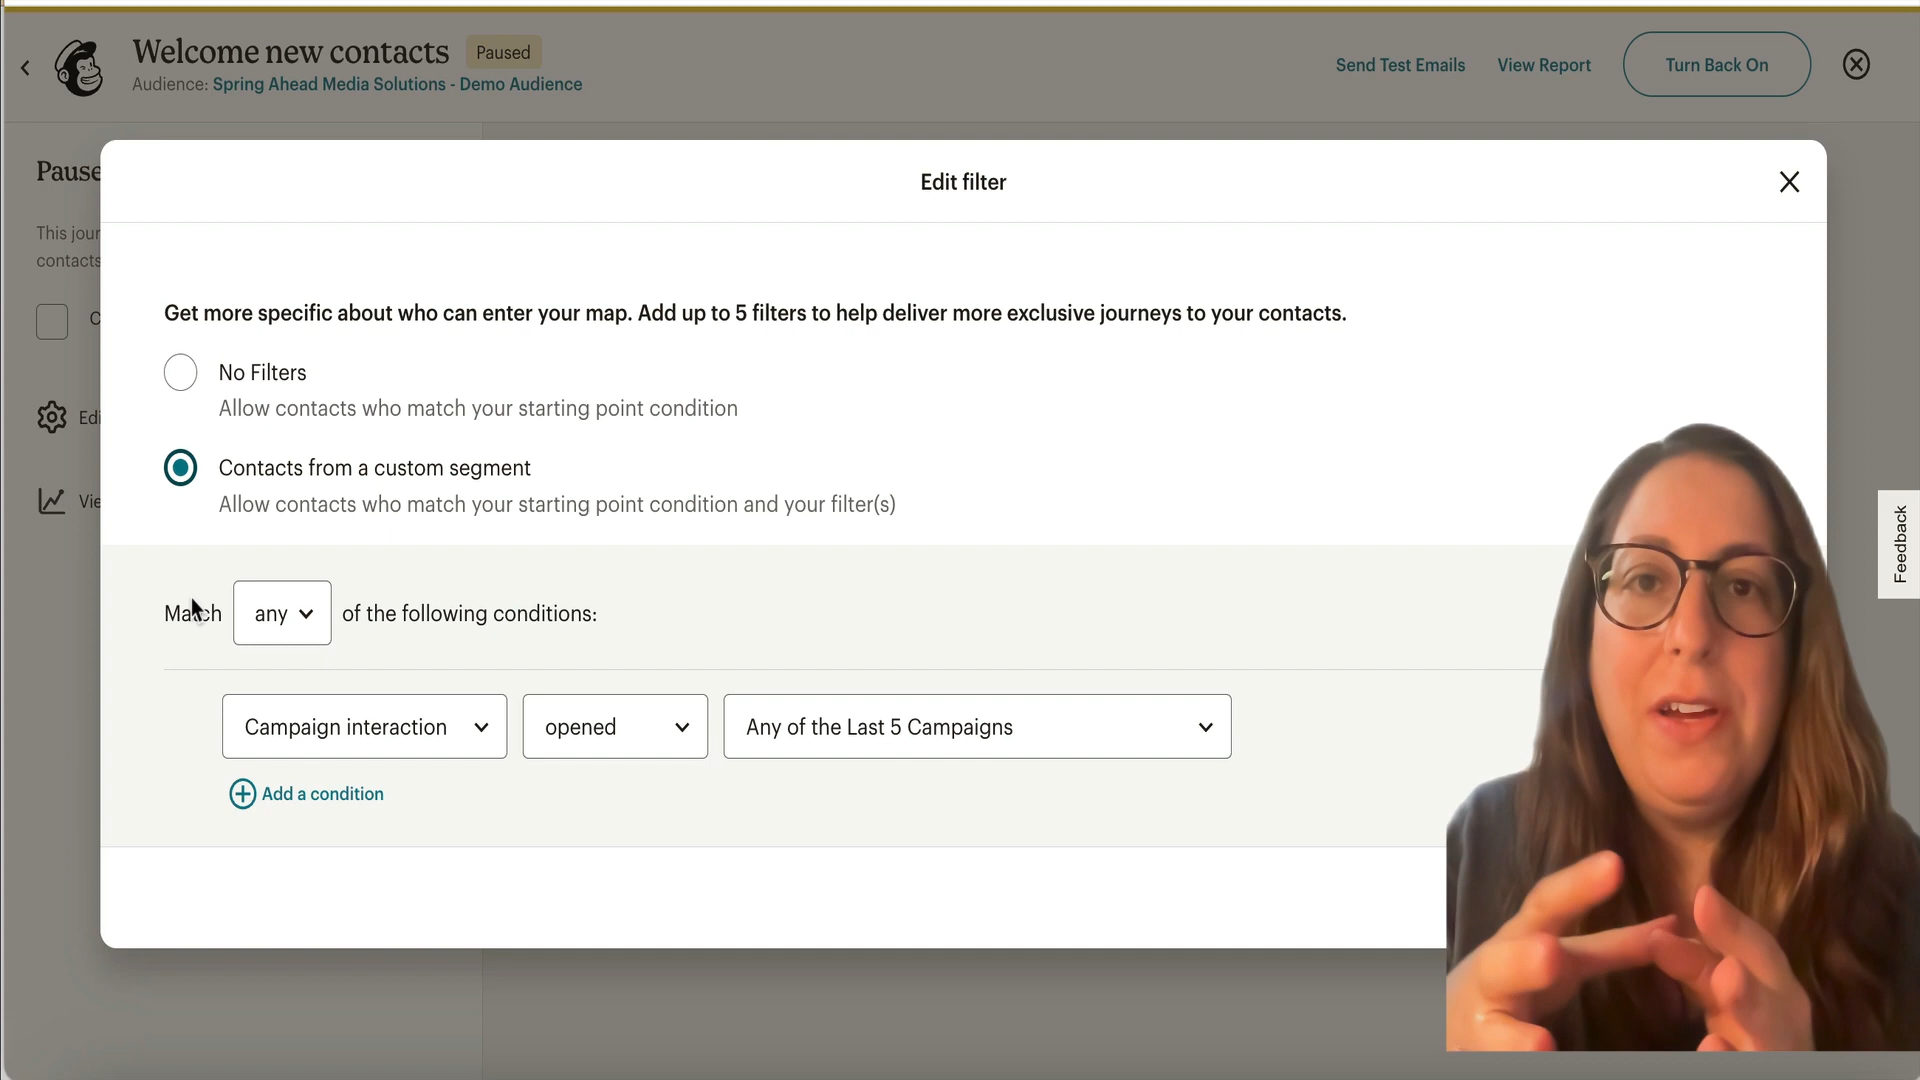 Welcome new contacts
Paused
Audience: Spring Ahead Media Solutions - Demo Audience
Send Test Emails
View Report
Turn Back On
Edit filter
Get more specific about who can enter your map. Add up to 5 filters to help deliver more exclusive journeys to your contacts.
No Filters
Allow contacts who match your starting point condition
Contacts from a custom segment
Allow contacts who match your starting point condition and your filter(s)
Match any of the following conditions:
Campaign interaction
opened
Any of the Last 5 Campaigns
Add a condition
Feedback